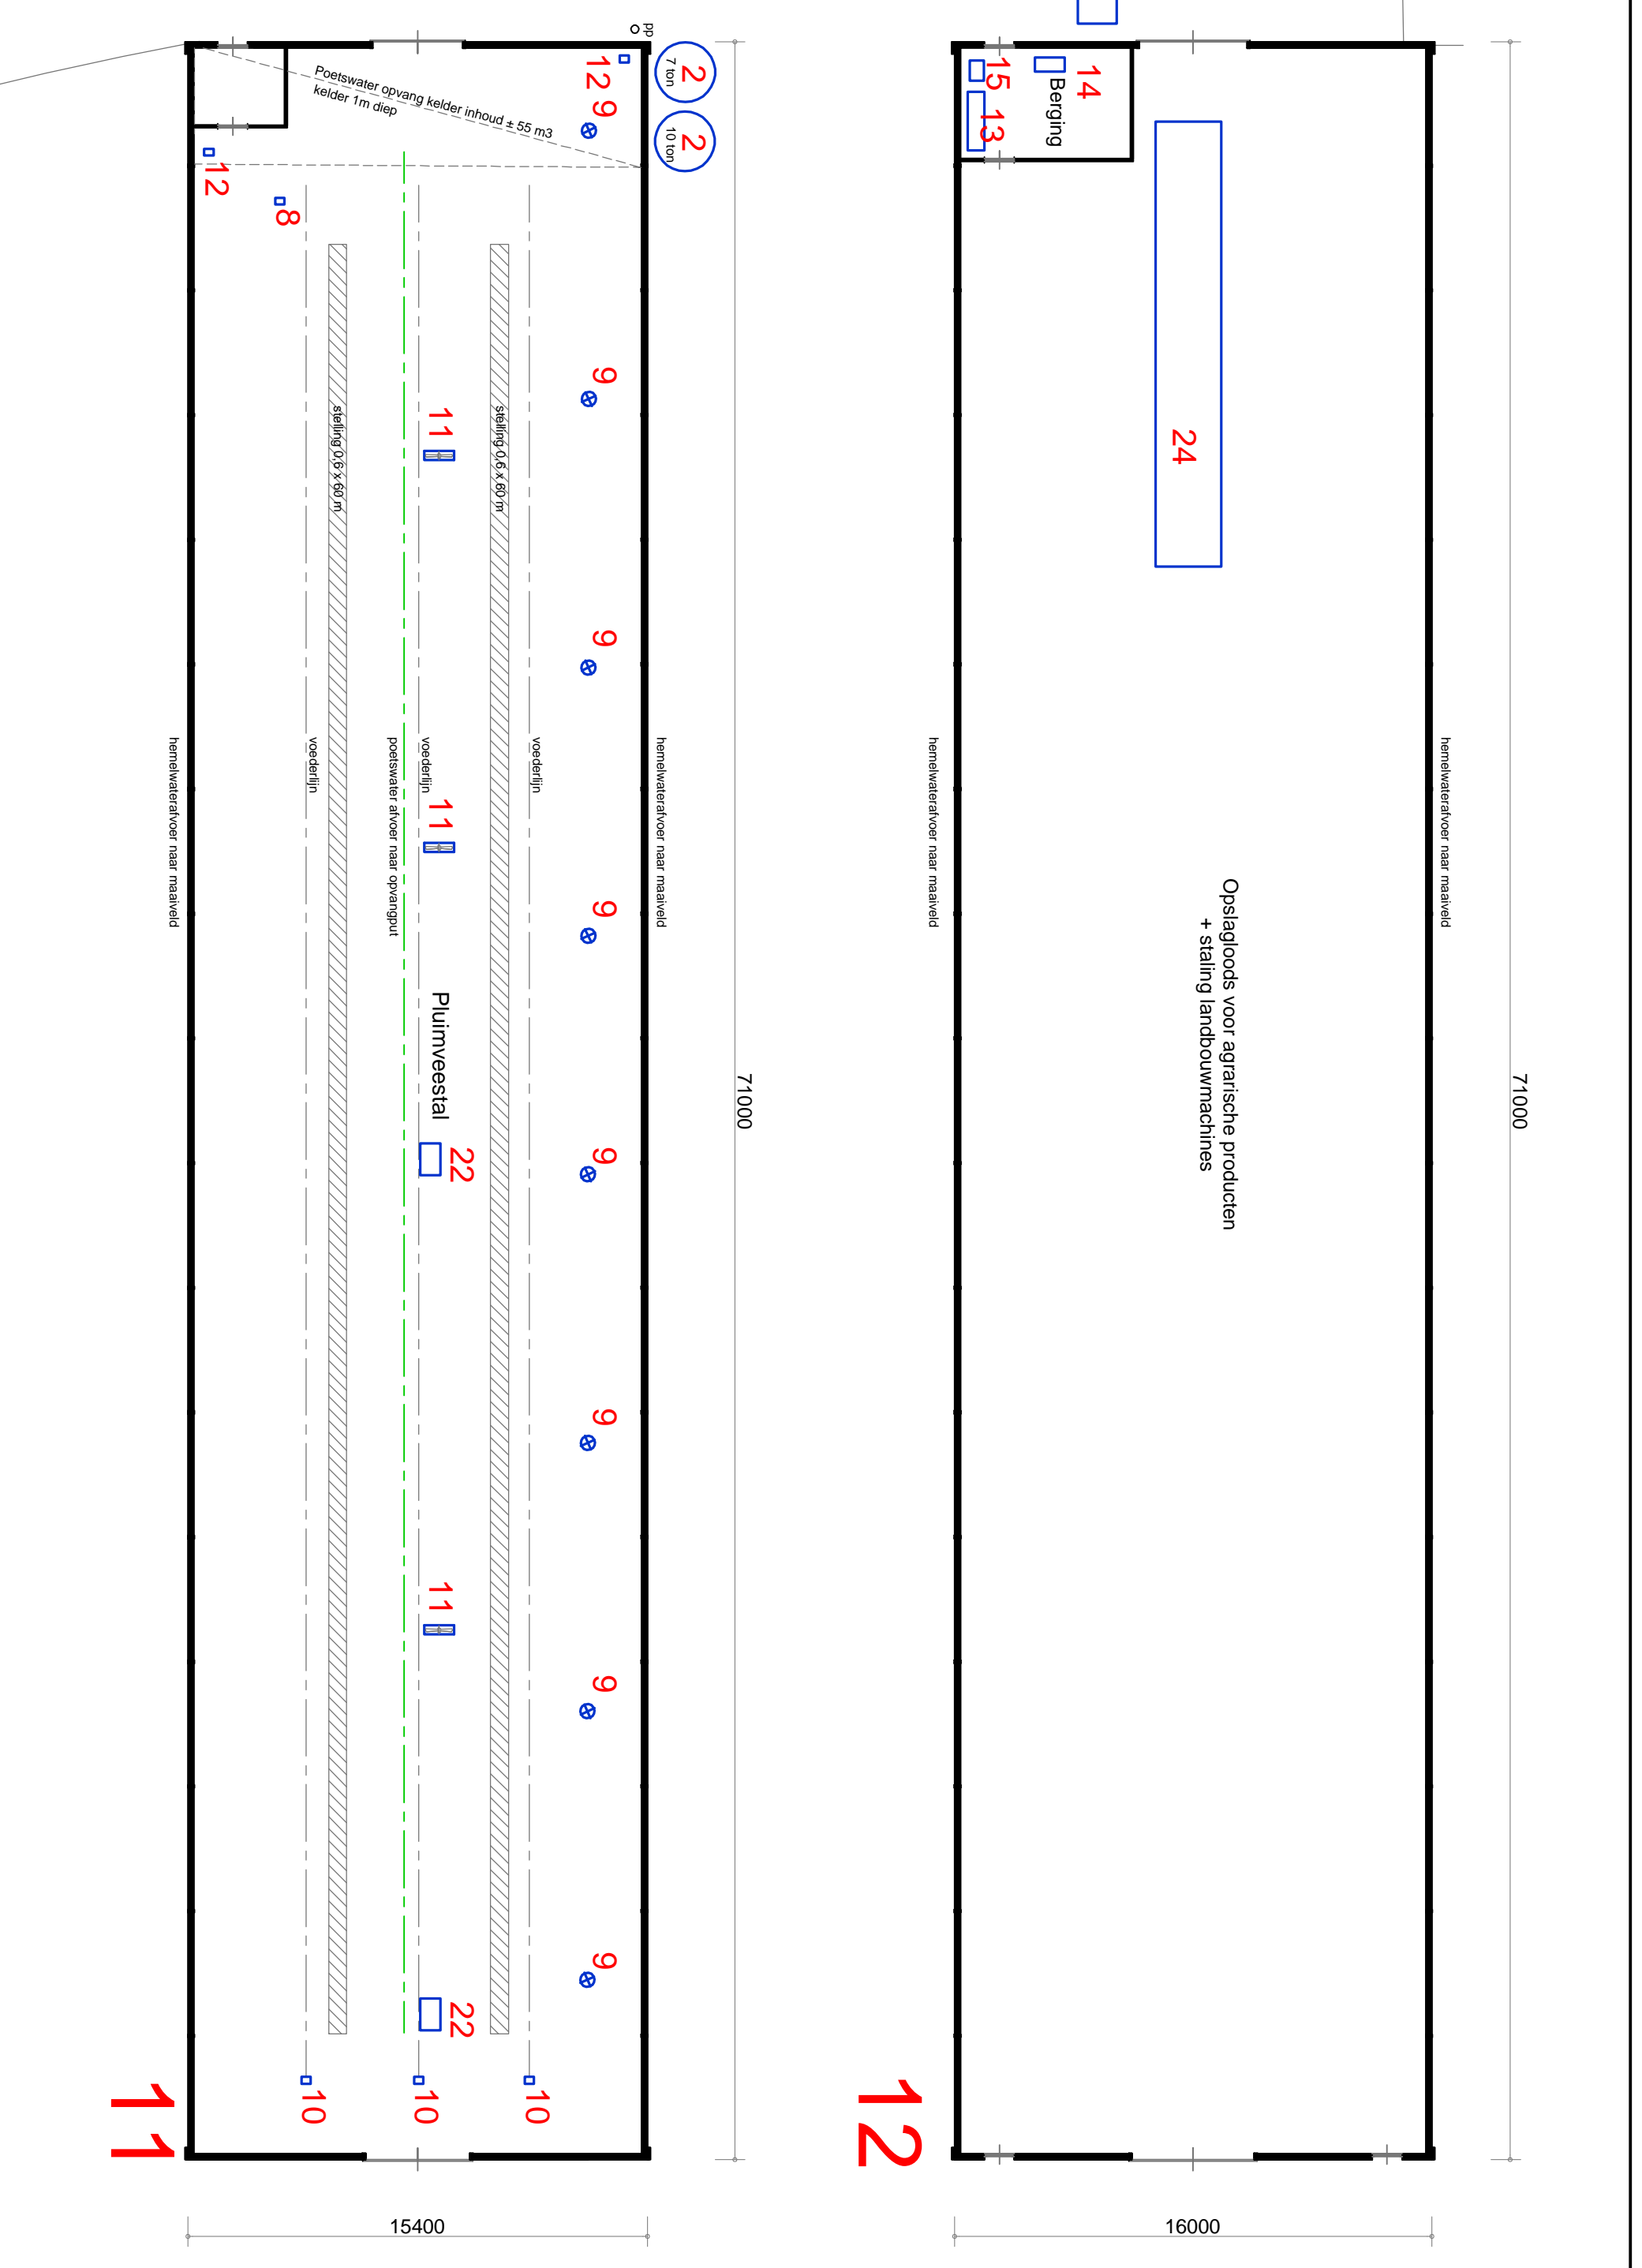 pp
2
7 ton
2
10 ton
12
9
Poetswater opvang kelder inhoud ± 55 m3
kelder 1m diep
12
8
9
11
stelling 0,6 x 60 m
stelling 0,6 x 60 m
9
hemelwaterafvoer naar maaiveld
voederlijn
poetswater afvoer naar opvangput
voederlijn
voederlijn
hemelwaterafvoer naar maaiveld
11
9
Pluimveestal
22
9
9
11
9
9
22
10
10
10
11
71000
15400
15
13
14
Berging
24
hemelwaterafvoer naar maaiveld
hemelwaterafvoer naar maaiveld
Opslagloods voor agrarische producten
+ staling landbouwmachines
71000
12
16000